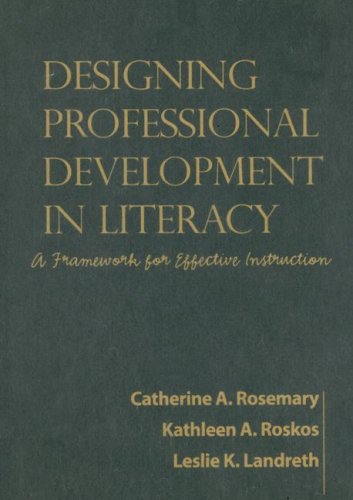 DESIGNING
PROFESSIONAL
DEVELOPMENT
IN LITERACY
A Framework for Effective Instruction
Catherine A. Rosemary
Kathleen A. Roskos
Leslie K. Landreth